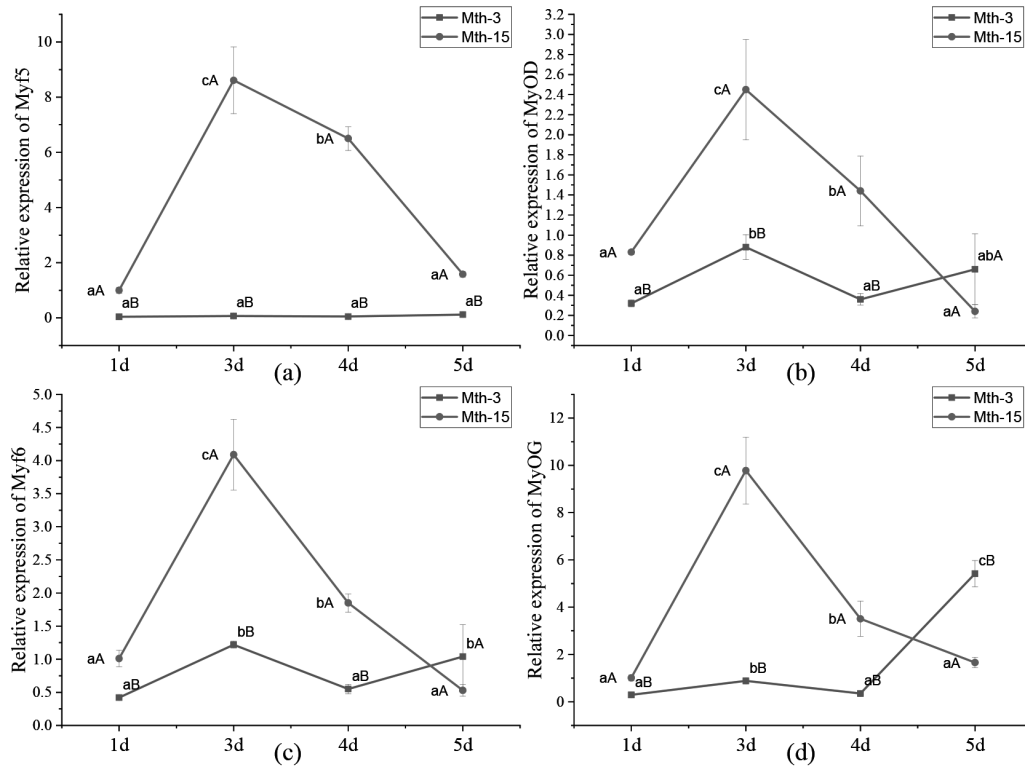 Mth-3
Mth-15
Relative expression of Myf5
10
8
6
4
2
0
cA
bA
aA
aA
aB
aB
aB
aB
1d
3d
4d
5d
(a)
Mth-3
Mth-15
Relative expression of MyOD
3.2
3.0
2.8
2.6
2.4
2.2
2.0
1.8
1.6
1.4
1.2
1.0
0.8
0.6
0.4
0.2
0.0
cA
bA
aA
abA
bB
aB
aB
aA
1d
3d
4d
5d
(b)
Mth-3
Mth-15
Relative expression of Myf6
5.0
4.5
4.0
3.5
3.0
2.5
2.0
1.5
1.0
0.5
0.0
cA
bA
aA
bB
bA
aB
aB
aA
1d
3d
4d
5d
(c)
Mth-3
Mth-15
Relative expression of MyOG
12
10
8
6
4
2
0
cA
cB
bA
aA
aA
bB
aB
aB
1d
3d
4d
5d
(d)